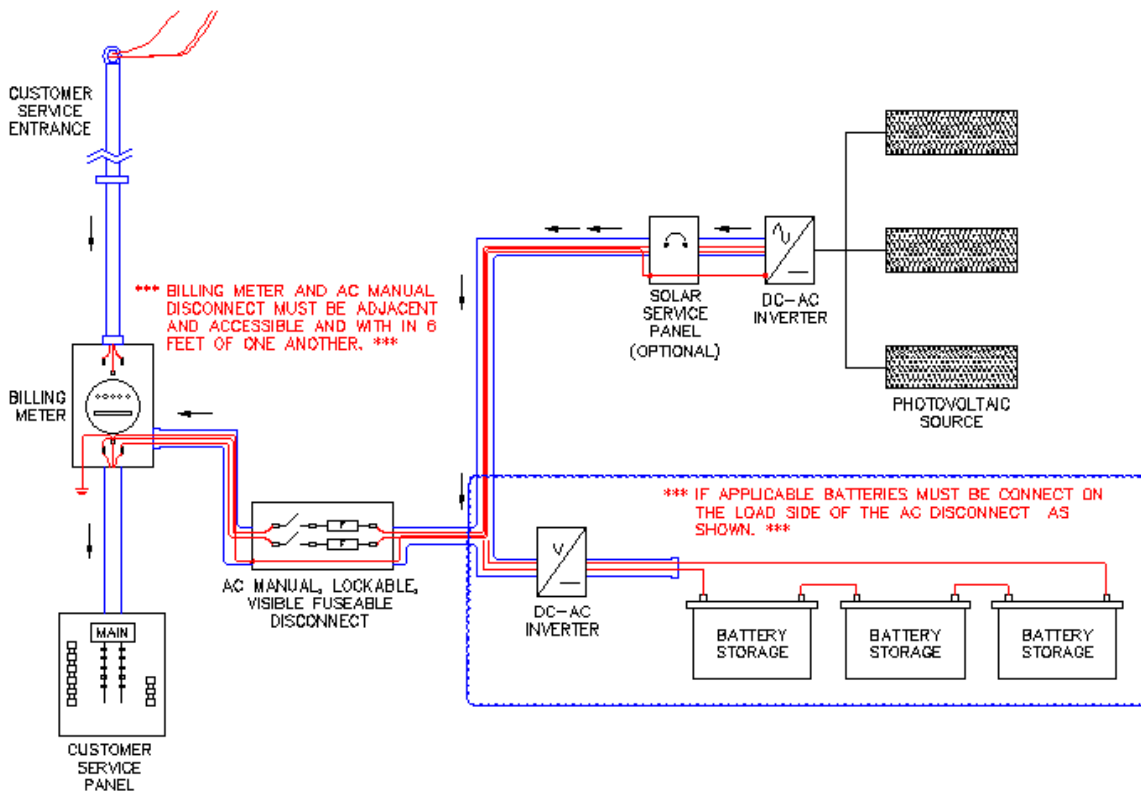 CUSTOMER
SERVICE
ENTRANCE
*** BILLING METER AND AC MANUAL
DISCONNECT MUST BE ADJACENT
AND ACCESSIBLE AND WITH IN 6
FEET OF ONE ANOTHER. ***
SOLAR
SERVICE
PANEL
(OPTIONAL)
DC-AC
INVERTER
PHOTOVOLTAIC
SOURCE
BILLING
METER
*** IF APPLICABLE BATTERIES MUST BE CONNECT ON
THE LOAD SIDE OF THE AC DISCONNECT AS
SHOWN. ***
F
F
AC MANUAL, LOCKABLE,
VISIBLE FUSEABLE
DISCONNECT
V
DC-AC
INVERTER
BATTERY
STORAGE
BATTERY
STORAGE
BATTERY
STORAGE
MAIN
CUSTOMER
SERVICE
PANEL